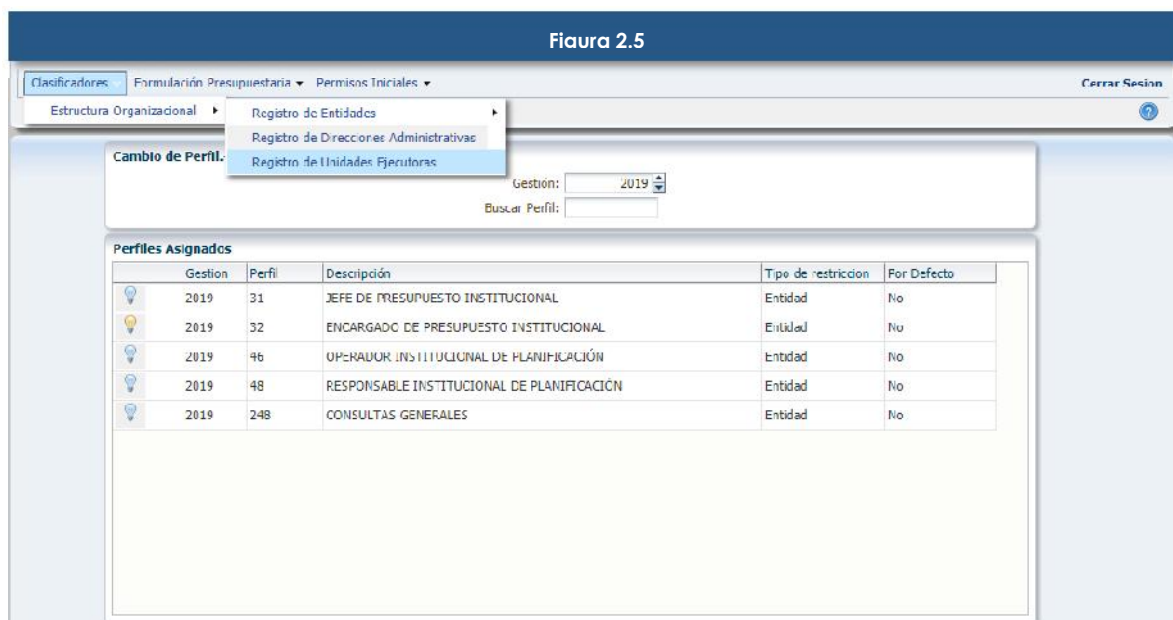 Figura 2.5
Clasificadores Formulación Presupuestaria Permisos Iniciales Cerrar Sesion
Estructura Organizacional Registro de Entidades
Registro de Direcciones Administrativas
Cambio de Perfil. Registro de Unidades Ejecutoras
Gestión: 2019
Buscar Perfil:
Perfiles Asignados
Gestion Perfil Descripción Tipo de restriccion Por Defecto
2019 31 JEFE DE PRESUPUESTO INSTITUCIONAL Entidad No
2019 32 ENCARGADO DE PRESUPUESTO INSTITUCIONAL Entidad No
2019 46 OPERADOR INSTITUCIONAL DE PLANIFICACIÓN Entidad No
2019 48 RESPONSABLE INSTITUCIONAL DE PLANIFICACIÓN Entidad No
2019 248 CONSULTAS GENERALES Entidad No